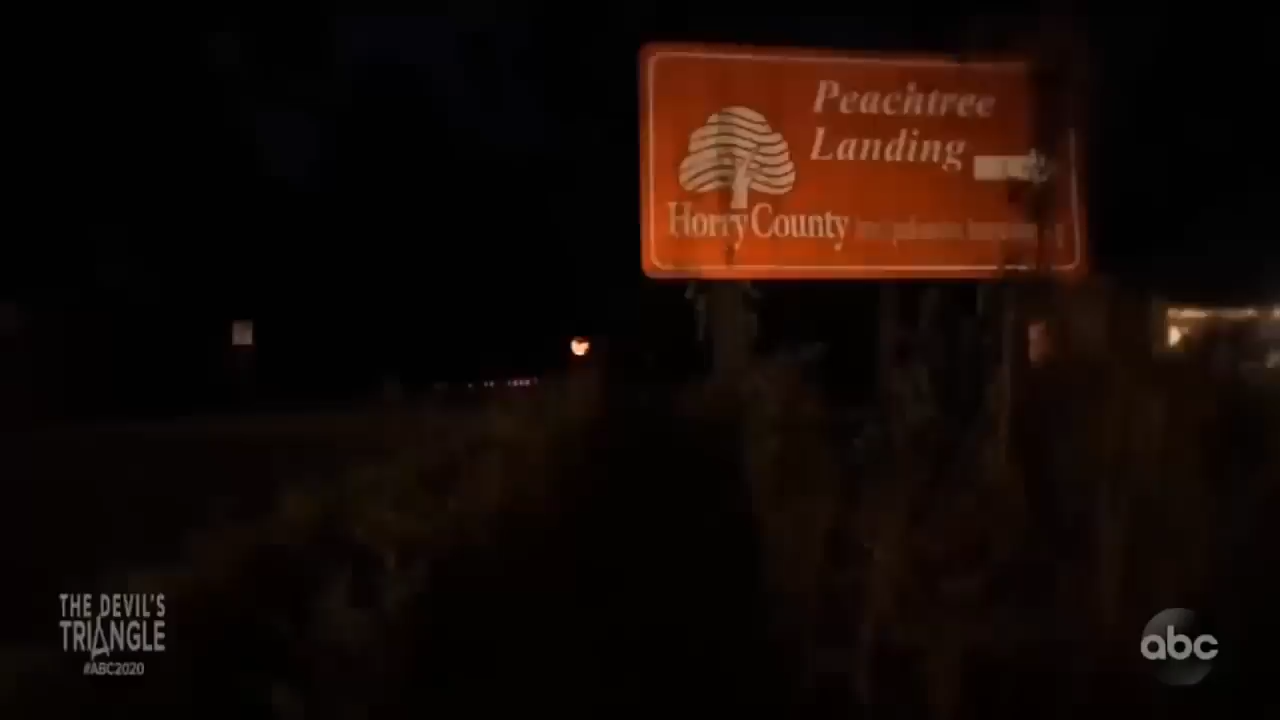 Peachtree
Landing
Horry County
THE DEVIL'S
TRIANGLE
#ABC2020
abc